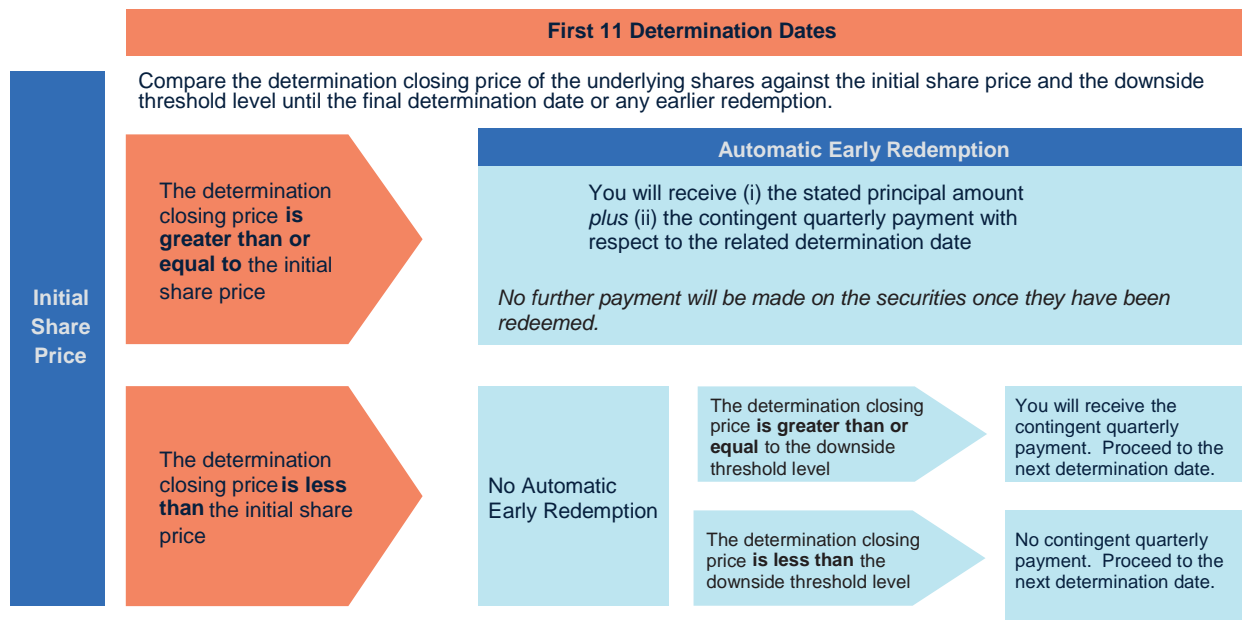 First 11 Determination Dates
Compare the determination closing price of the underlying shares against the initial share price and the downside
threshold level until the final determination date or any earlier redemption.
Initial
Share
Price
The determination
closing price is
greater than or
equal to the initial
share price
Automatic Early Redemption
You will receive (i) the stated principal amount
plus (ii) the contingent quarterly payment with
respect to the related determination date
No further payment will be made on the securities once they have been
redeemed.
The determination
closing price is less
than the initial share
price
No Automatic
Early Redemption
The determination closing
price is greater than or
equal to the downside
threshold level
You will receive the
contingent quarterly
payment. Proceed to the
next determination date.
The determination closing
price is less than the
downside threshold level
No contingent quarterly
payment. Proceed to the
next determination date.